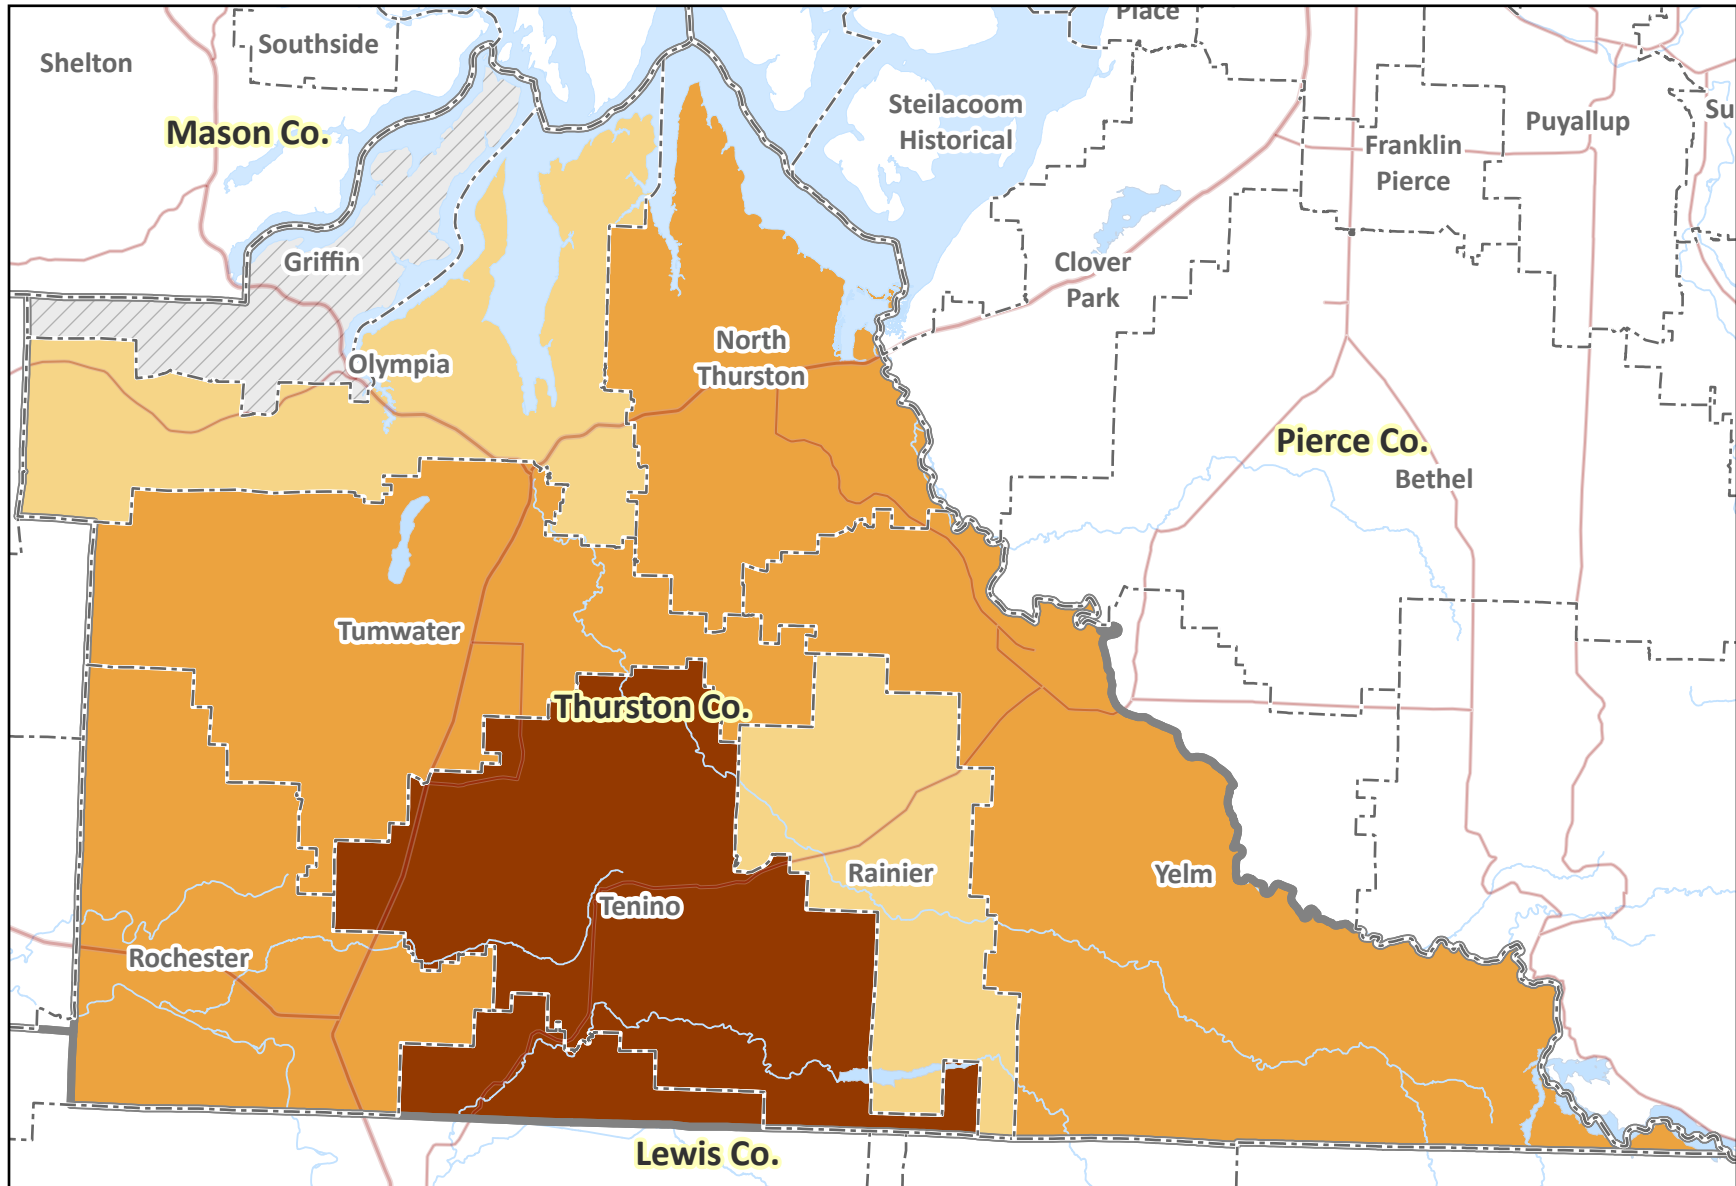 Place
Southside
Shelton
Steilacoom
Historical
Su
Puyallup
Mason Co.
Franklin
Pierce
Griffin
Clover
Park
North
Thurston
Olympia
Pierce Co.
Bethel
Tumwater
Thurston Co.
Rainier
Yelm
Tenino
Rochester
Lewis Co.